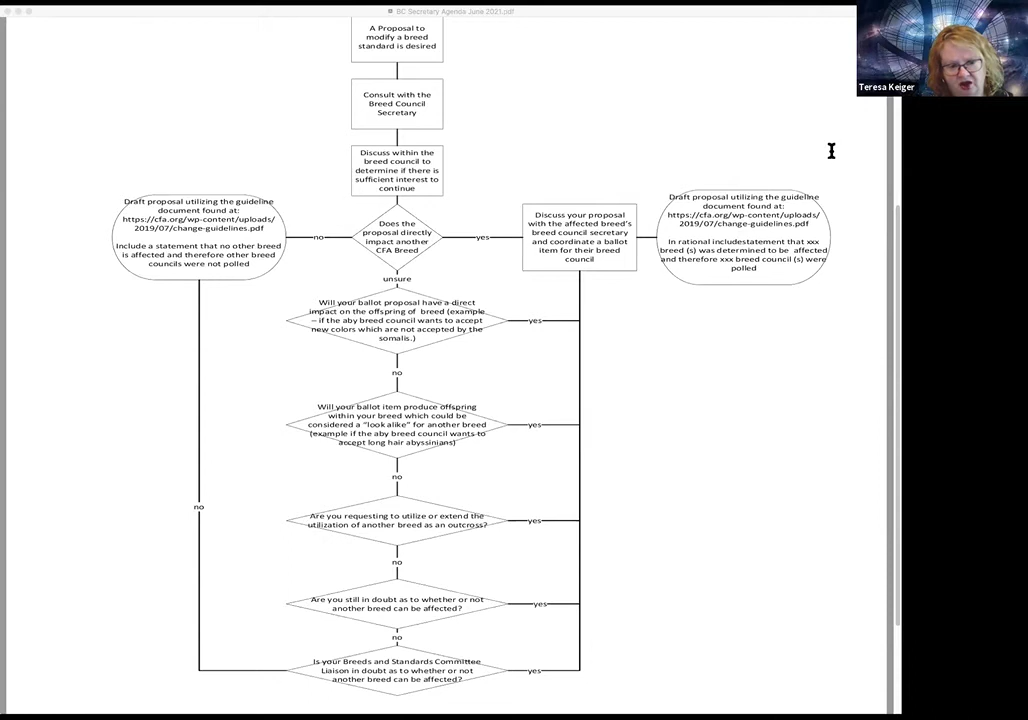 BC Secretary Agenda June 2021.pdf
Teresa Keiger
A Proposal to
modify a breed
standard is desired
Consult with the
Breed Council
Secretary
Discuss within the
breed council to
determine if there is
sufficient interest to
continue
Does the
proposal directly
impact another
CFA Breed
no
yes
unsure
Draft proposal utilizing the guideline
document found at:
https://cfa.org/wp-content/uploads/
2019/07/change-guidelines.pdf
Include a statement that no other breed
is affected and therefore other breed
councils were not polled
Discuss your proposal
with the affected breed's
breed council secretary
and coordinate a ballot
item for their breed
council
Draft proposal utilizing the guideline
document found at:
https://cfa.org/wp-content/uploads/
2019/07/change-guidelines.pdf
In rational includestatement that xxx
breed (s) was determined to be affected
and therefore xxx breed council (s) were
polled
Will your ballot proposal have a direct
impact on the offspring of breed (example
– if the aby breed council wants to accept
new colors which are not accepted by the
somalis.)
yes
no
Will your ballot item produce offspring
within your breed which could be
considered a "look alike" for another breed
(example if the aby breed council wants to
accept long hair abyssinians)
yes
no
Are you requesting to utilize or extend the
utilization of another breed as an outcross?
yes
no
no
Are you still in doubt as to whether or not
another breed can be affected?
yes
no
Is your Breeds and Standards Committee
Liaison in doubt as to whether or not
another breed can be affected?
yes